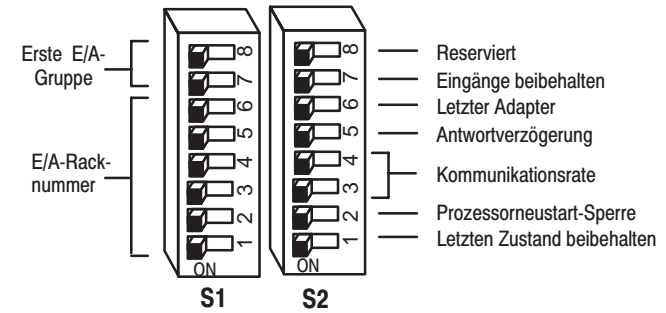 Erste E/A-
Gruppe
E/A-Rack-
nummer
8
7
6
5
4
3
2
1
ON
S1
8
7
6
5
4
3
2
1
ON
S2
Reserviert
Eingänge beibehalten
Letzter Adapter
Antwortverzögerung
Kommunikationsrate
Prozessorneustart-Sperre
Letzten Zustand beibehalten